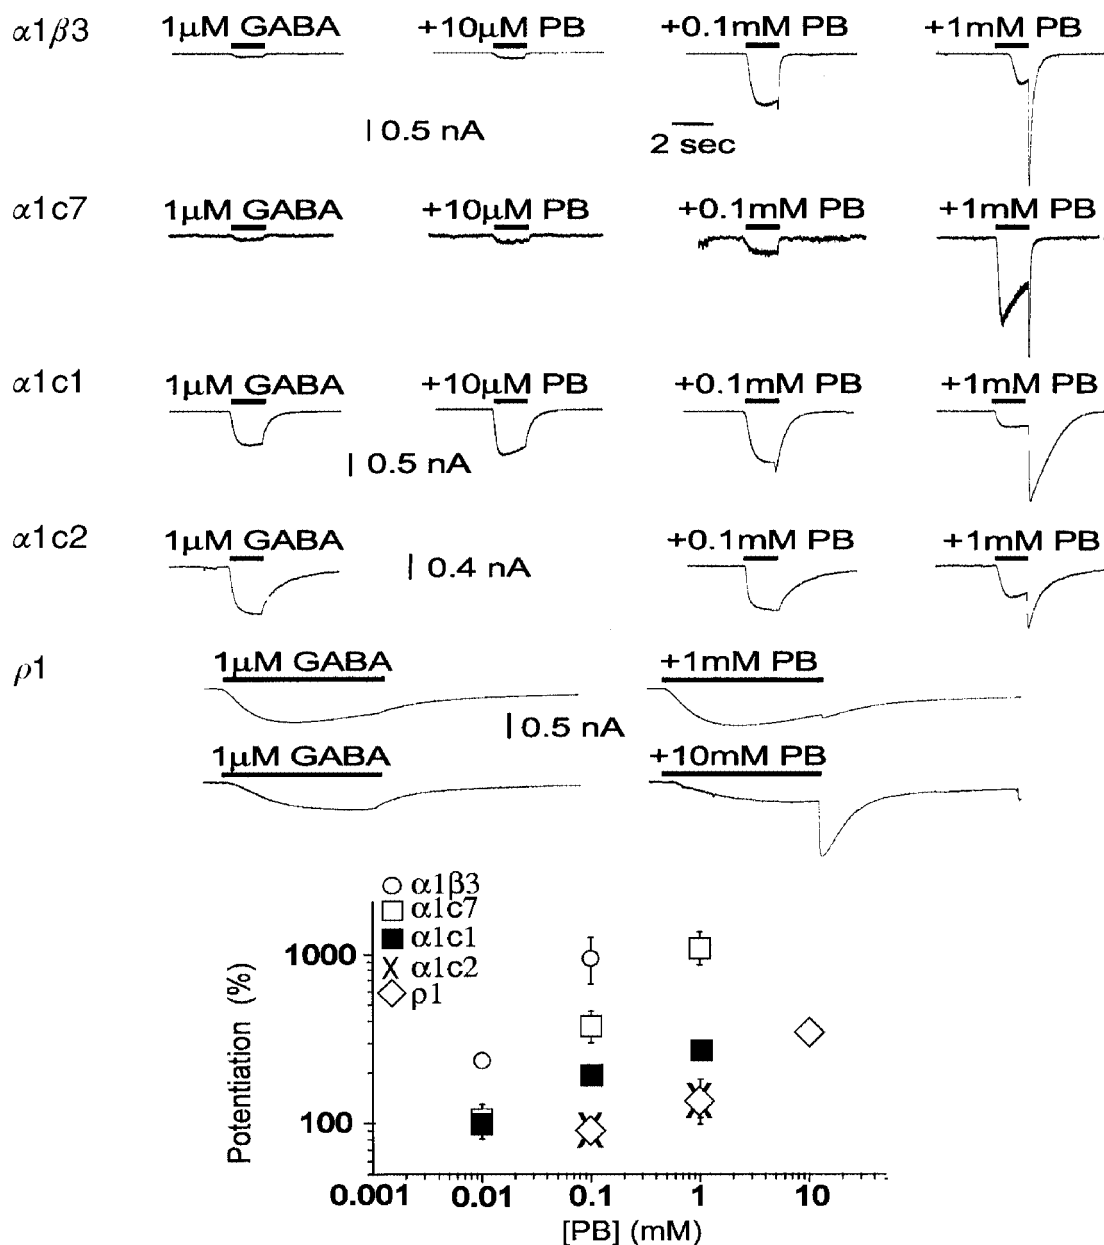 α1β3 1μM GABA +10μM PB +0.1mM PB +1mM PB
0.5 nA 2 sec
α1c7 1μM GABA +10μM PB +0.1mM PB +1mM PB
α1c1 1μM GABA +10μM PB +0.1mM PB +1mM PB
0.5 nA
α1c2 1μM GABA +0.1mM PB +1mM PB
0.4 nA
ρ1 1μM GABA +1mM PB
0.5 nA
1μM GABA +10mM PB
α1β3
α1c7
α1c1
α1c2
ρ1
Potentiation (%)
1000
100
0.001 0.01 0.1 1 10
[PB] (mM)